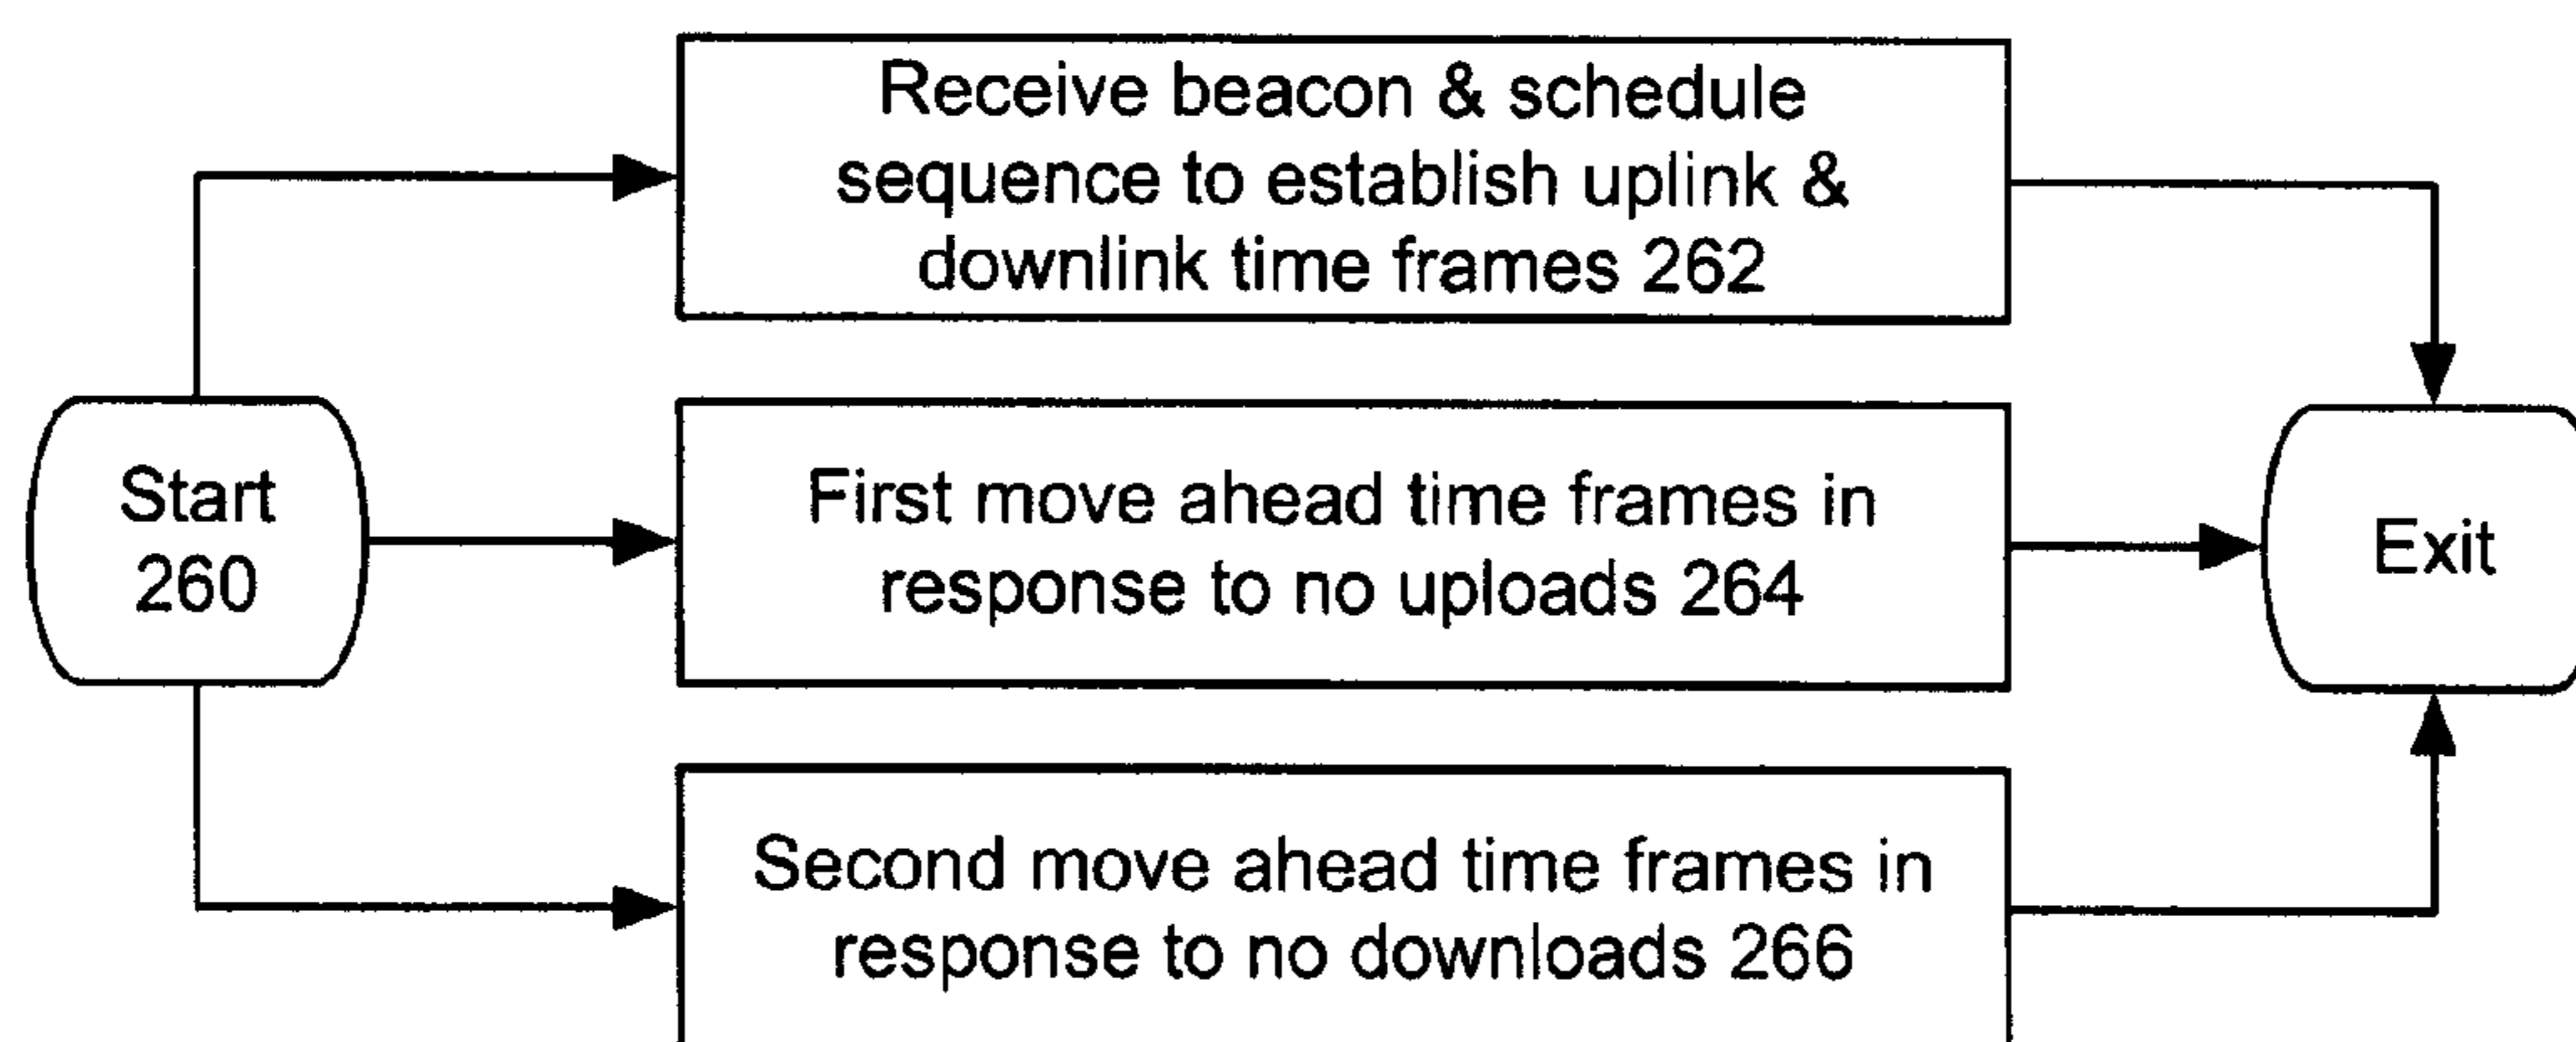 Receive beacon & schedule
sequence to establish uplink &
downlink time frames 262
Start
260
First move ahead time frames in
response to no uploads 264
Exit
Second move ahead time frames in
response to no downloads 266